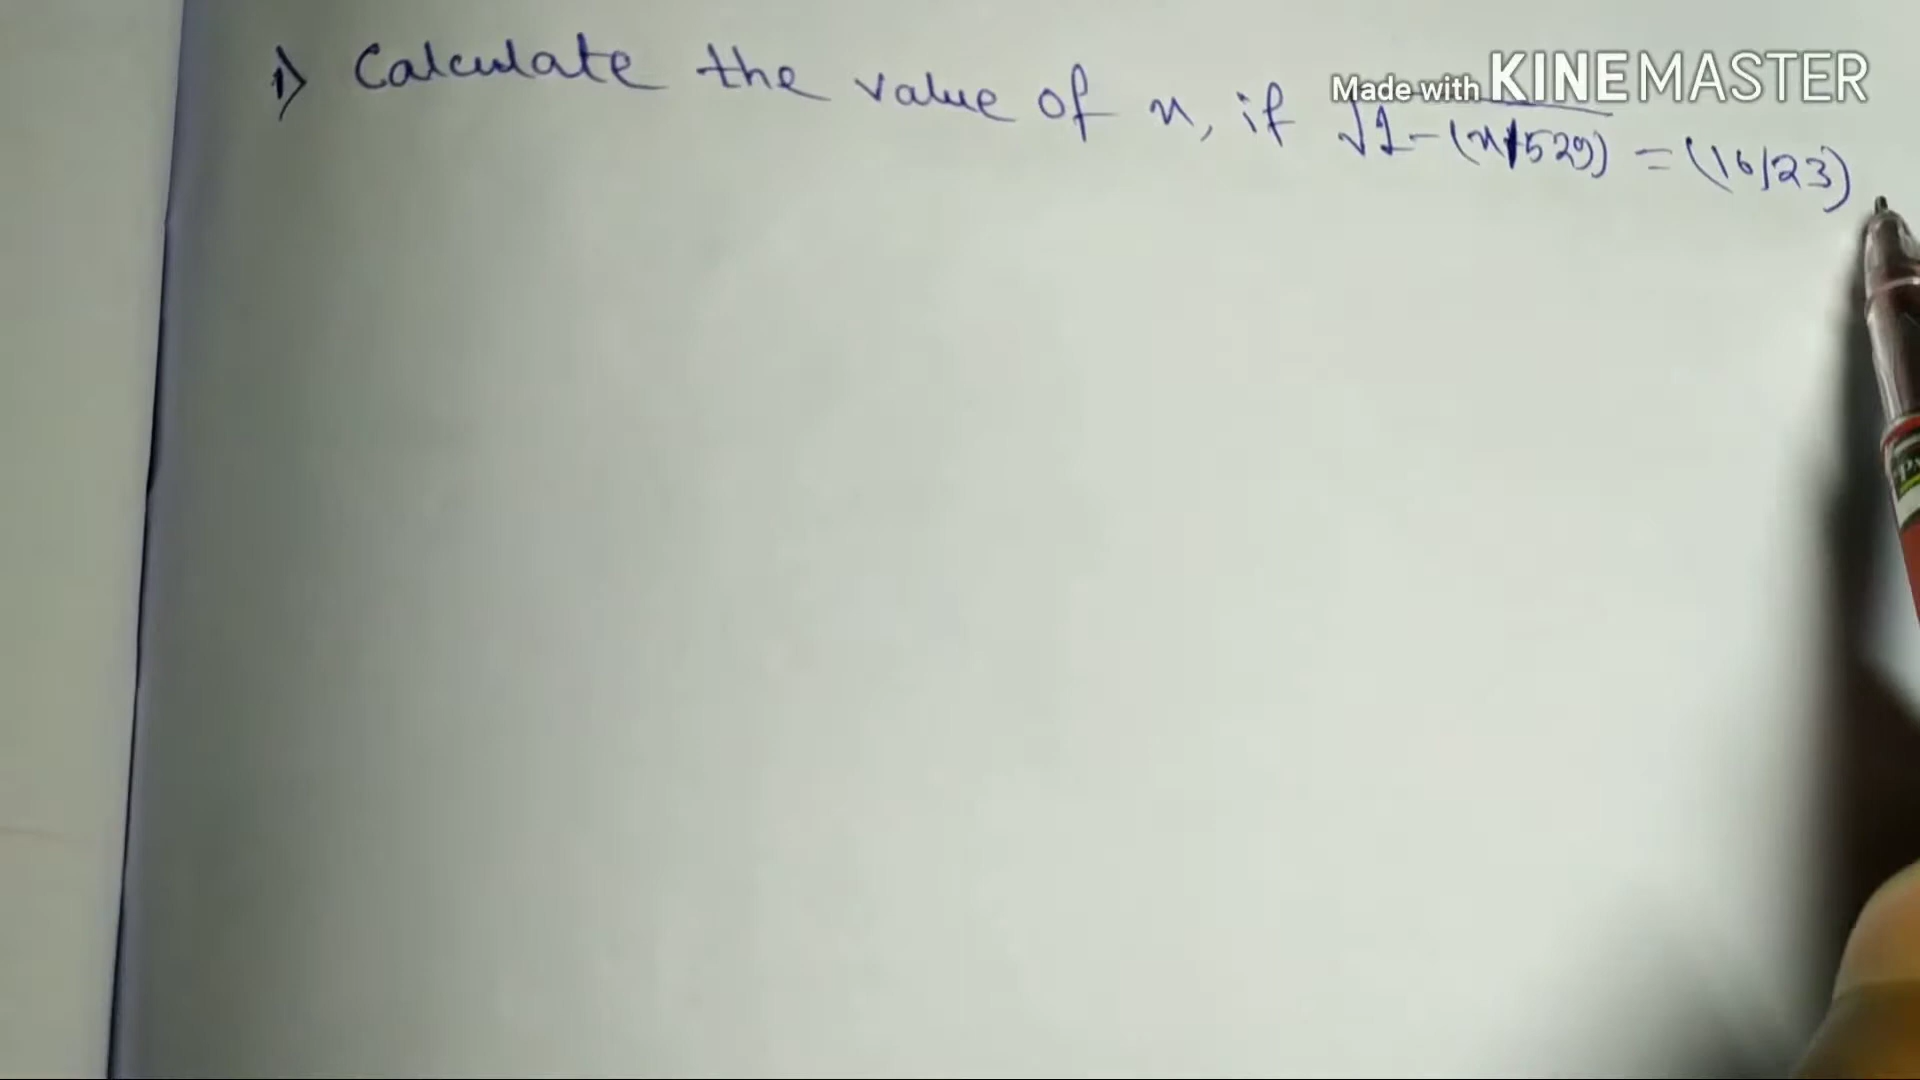 1) Calculate the value of x, if √1-(x/529) = (16/23)
Made with KINEMASTER